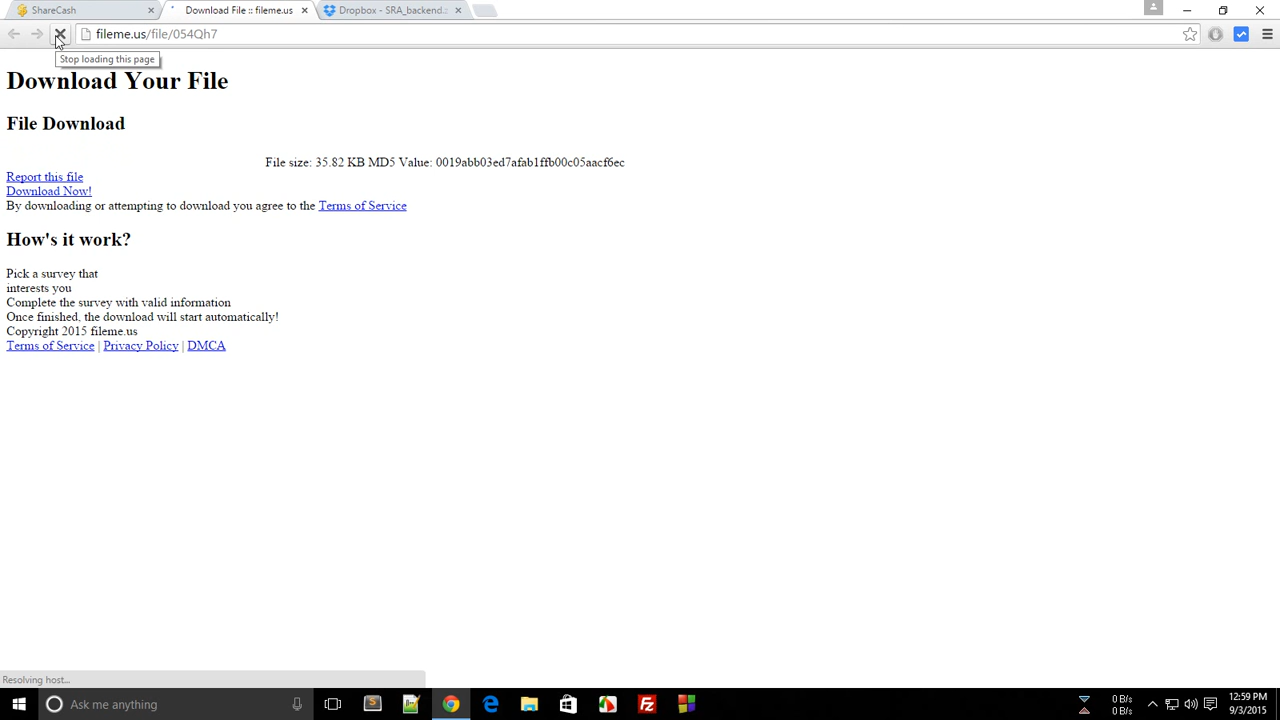 ShareCash
Download File :: fileme.us
Dropbox - SRA_backend.
fileme.us/file/054Qh7
Stop loading this page
Download Your File
File Download
File size: 35.82 KB MD5 Value: 0019abb03ed7afab1ffb00c05aacf6ec
Report this file
Download Now!
By downloading or attempting to download you agree to the Terms of Service
How's it work?
Pick a survey that
interests you
Complete the survey with valid information
Once finished, the download will start automatically!
Copyright 2015 fileme.us
Terms of Service | Privacy Policy | DMCA
Resolving host...
Ask me anything
0 B/s
0 B/s
12:59 PM
9/3/2015